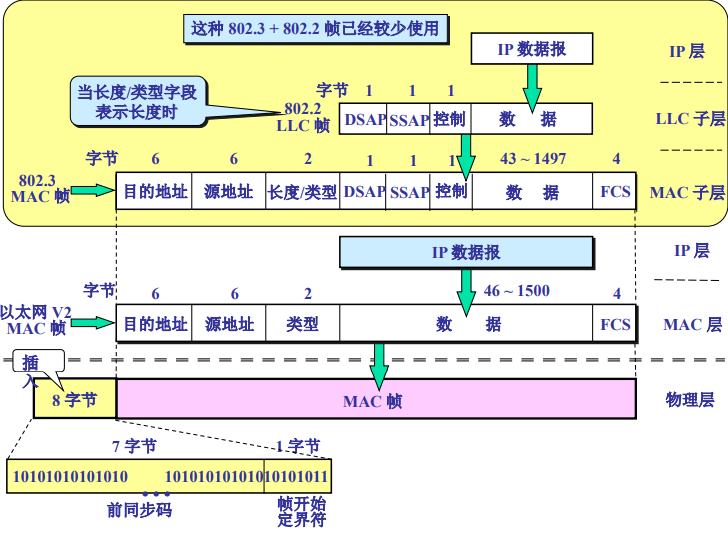 这种 802.3 + 802.2 帧已经较少使用
IP 数据报
IP 层
当长度/类型字段
表示长度时
字节 1 1 1
802.2
LLC 帧
DSAP SSAP 控制 数 据
LLC 子层
字节 6 6 2 1 1 1 43 ~ 1497 4
802.3
MAC 帧
目的地址 源地址 长度/类型 DSAP SSAP 控制 数 据 FCS
MAC 子层
IP 数据报
IP 层
字节 6 6 2 46 ~ 1500 4
以太网 V2
MAC 帧
目的地址 源地址 类型 数 据 FCS
MAC 层
插
入
8 字节
MAC 帧
物理层
7 字节 1 字节
10101010101010 10101010101010101011
前同步码
帧开始
定界符